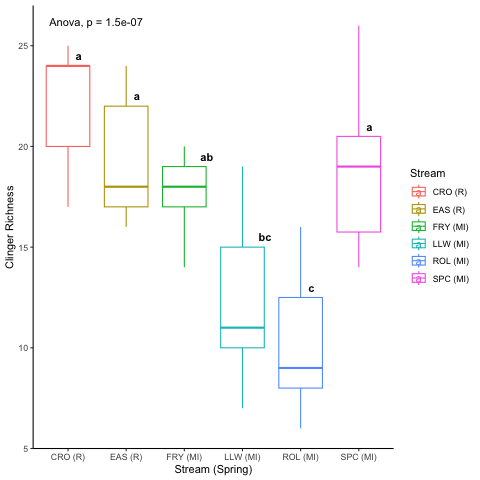 Anova, p = 1.5e-07
a
a
ab
bc
c
a
25
20
15
10
5
Clinger Richness
CRO (R) EAS (R) FRY (MI) LLW (MI) ROL (MI) SPC (MI)
Stream (Spring)
Stream
a CRO (R)
a EAS (R)
a FRY (MI)
a LLW (MI)
a ROL (MI)
a SPC (MI)